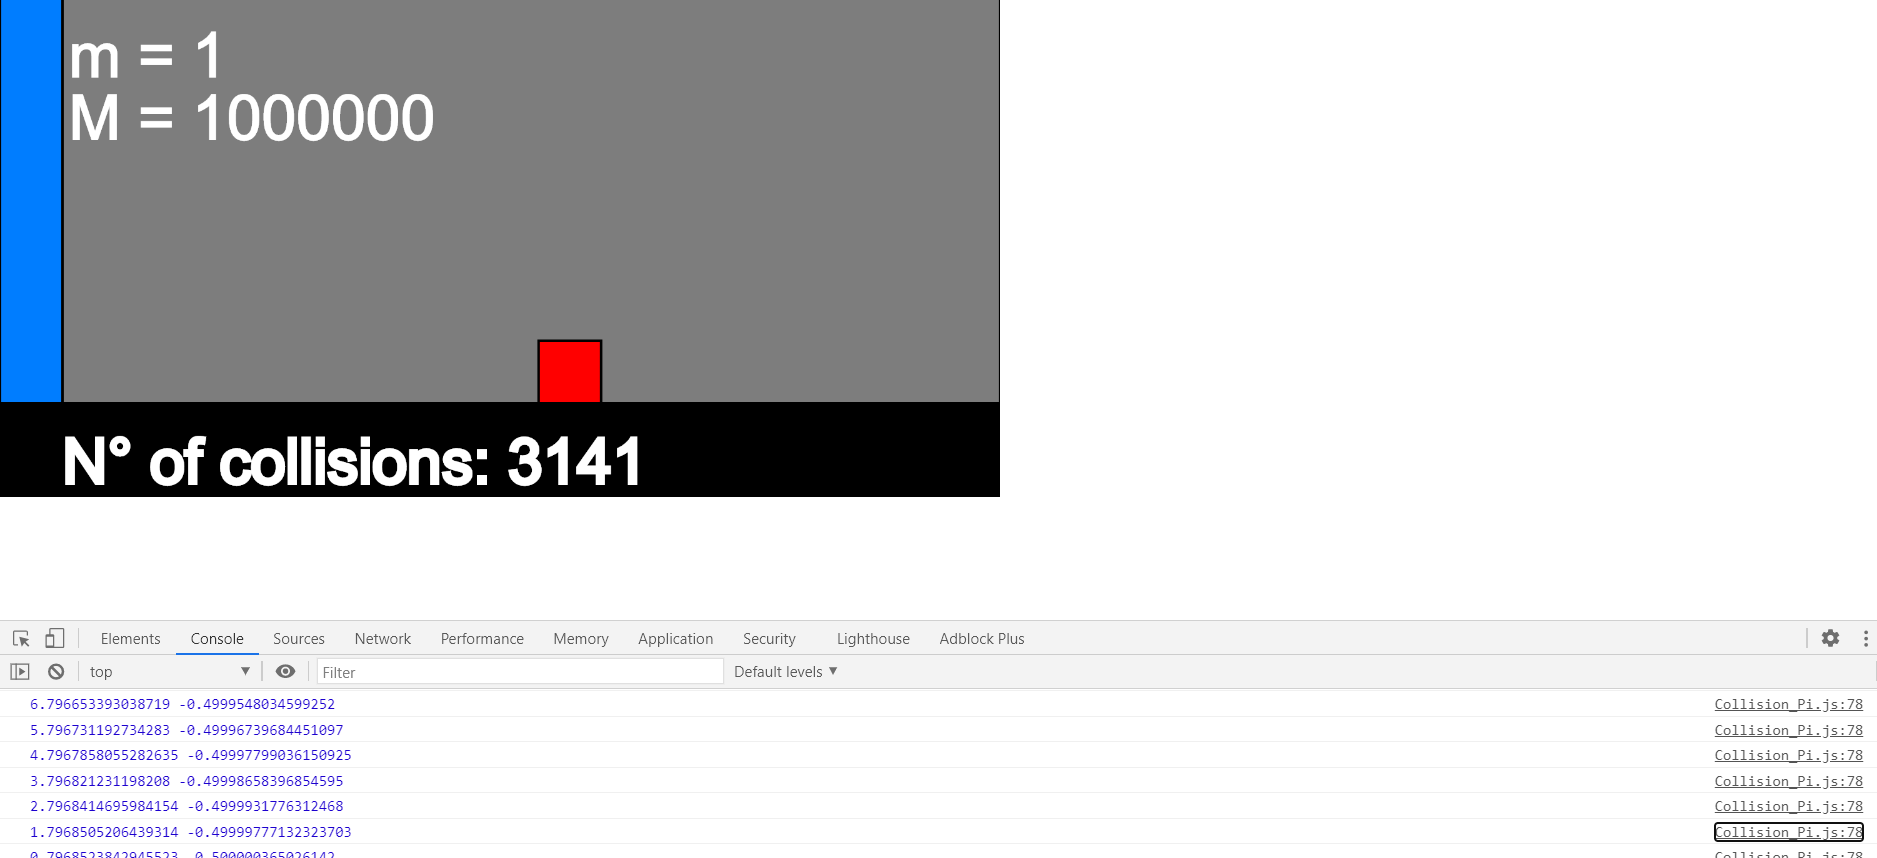 m = 1
M = 1000000
N° of collisions: 3141
Elements Console Sources Network Performance Memory Application Security Lighthouse Adblock Plus
top Filter Default levels
6.796653393038719 -0.4999548034599252 Collision_Pi.js:78
5.796731192734283 -0.49996739684451097 Collision_Pi.js:78
4.7967858055282635 -0.49997799036150925 Collision_Pi.js:78
3.796821231198208 -0.49998658396854595 Collision_Pi.js:78
2.7968414695984154 -0.4999931776312468 Collision_Pi.js:78
1.7968505206439314 -0.49999777132323703 Collision_Pi.js:78
Collision_Pi.js:78